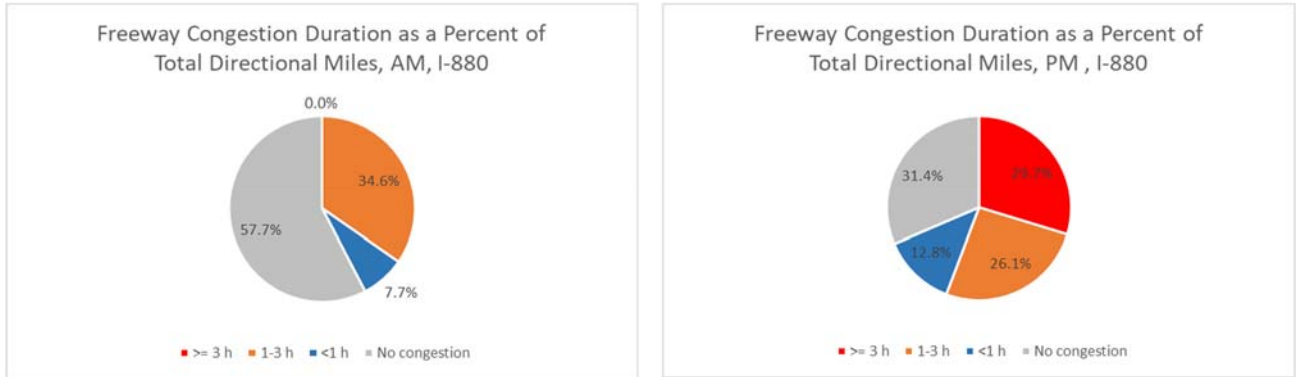 Freeway Congestion Duration as a Percent of
Total Directional Miles, AM, I-880
0.0%
34.6%
57.7%
7.7%
>= 3 h 1-3 h <1 h No congestion
Freeway Congestion Duration as a Percent of
Total Directional Miles, PM , I-880
31.4%
29.7%
12.8%
26.1%
>= 3 h 1-3 h <1 h No congestion